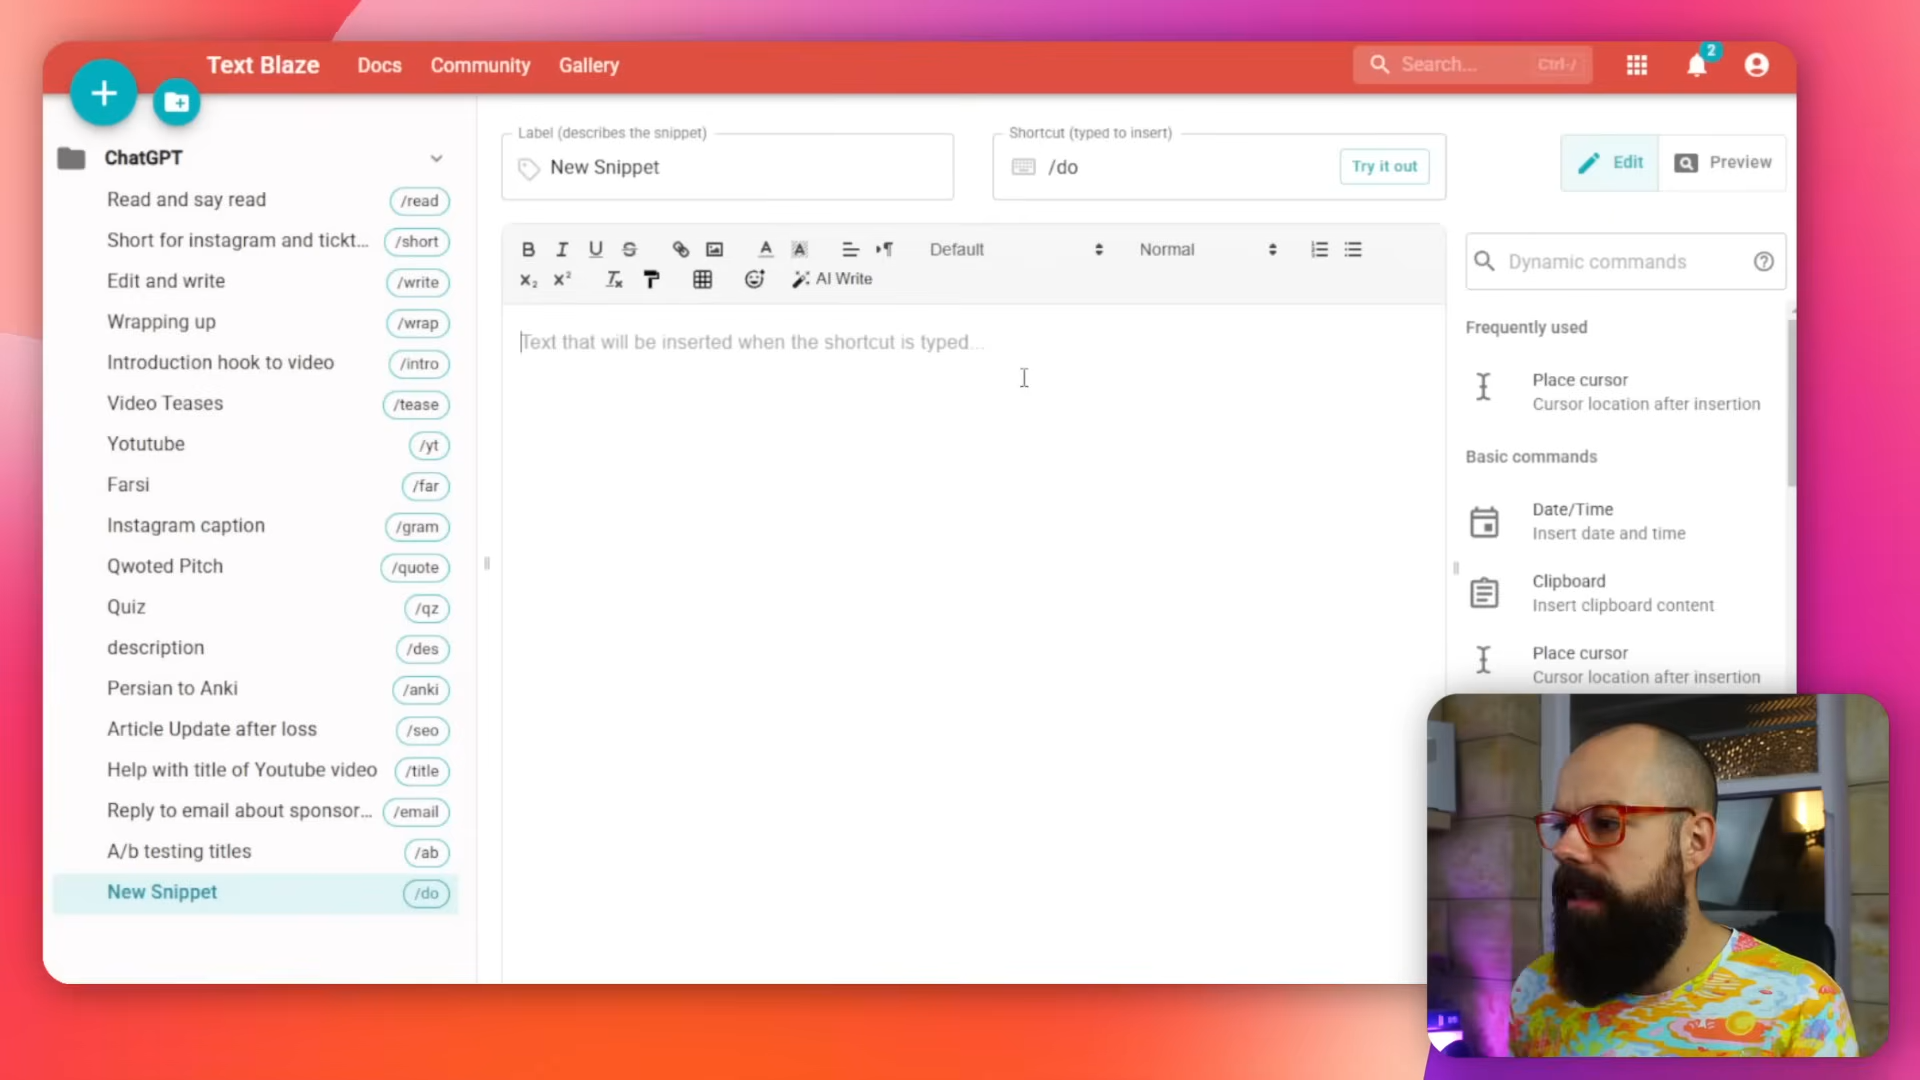 Text Blaze Docs Community Gallery Search... Ctrl-/ 2
ChatGPT
Read and say read /read
Short for instagram and tickt... /short
Edit and write /write
Wrapping up /wrap
Introduction hook to video /intro
Video Teases /tease
Yotutube /yt
Farsi /far
Instagram caption /gram
Qwoted Pitch /quote
Quiz /qz
description /des
Persian to Anki /anki
Article Update after loss /seo
Help with title of Youtube video /title
Reply to email about sponsor... /email
A/b testing titles /ab
New Snippet /do
Label (describes the snippet)
New Snippet
Shortcut (typed to insert)
/do Try it out
Edit Preview
Default Normal
AI Write
Text that will be inserted when the shortcut is typed...
Dynamic commands
Frequently used
Place cursor
Cursor location after insertion
Basic commands
Date/Time
Insert date and time
Clipboard
Insert clipboard content
Place cursor
Cursor location after insertion